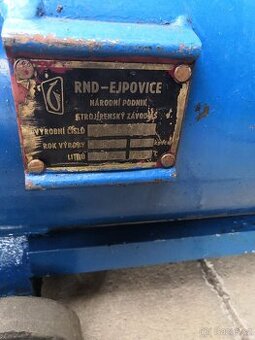 RND-EJPOVICE
NÁRODNÍ PODNIK
STROJÍRENSKÝ ZÁVOD
VÝROBNÍ ČÍSLO
ROK VÝROBY
LITRŮ